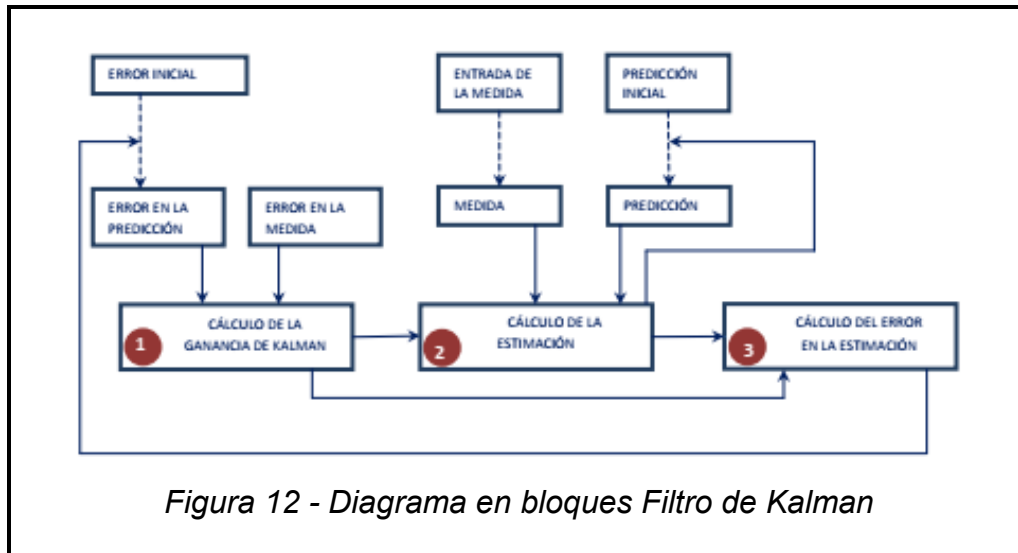 ERROR INICIAL
ENTRADA DE
LA MEDIDA
PREDICCIÓN
INICIAL
ERROR EN LA
PREDICCIÓN
ERROR EN LA
MEDIDA
MEDIDA
PREDICCIÓN
1
CÁLCULO DE LA
GANANCIA DE KALMAN
2
CÁLCULO DE LA
ESTIMACIÓN
3
CÁLCULO DEL ERROR
EN LA ESTIMACIÓN
Figura 12 - Diagrama en bloques Filtro de Kalman